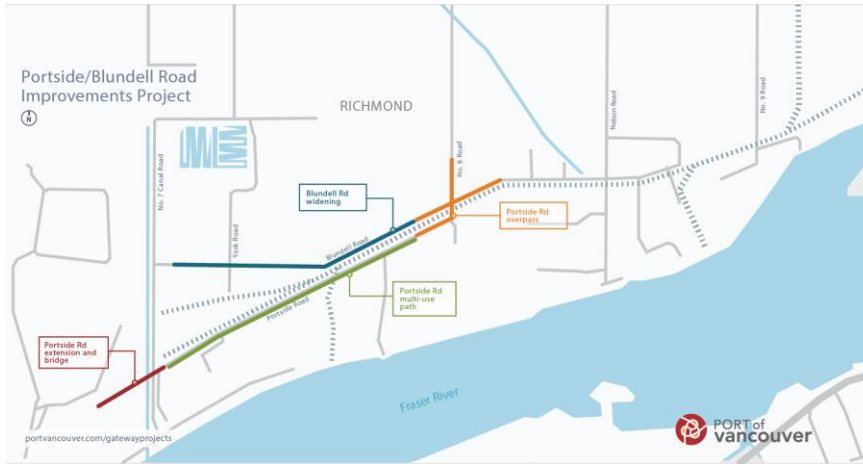 Portside/Blundell Road
Improvements Project
N
RICHMOND
No. 7 Canal Road
York Road
Blundell Rd
widening
Blundell Road
No. 8 Road
Nelson Road
No. 9 Road
Portside Rd
overpass
Portside Rd
multi-use
path
Portside Road
Portside Rd
extension and
bridge
Fraser River
portvancouver.com/gatewayprojects
PORT of
vancouver